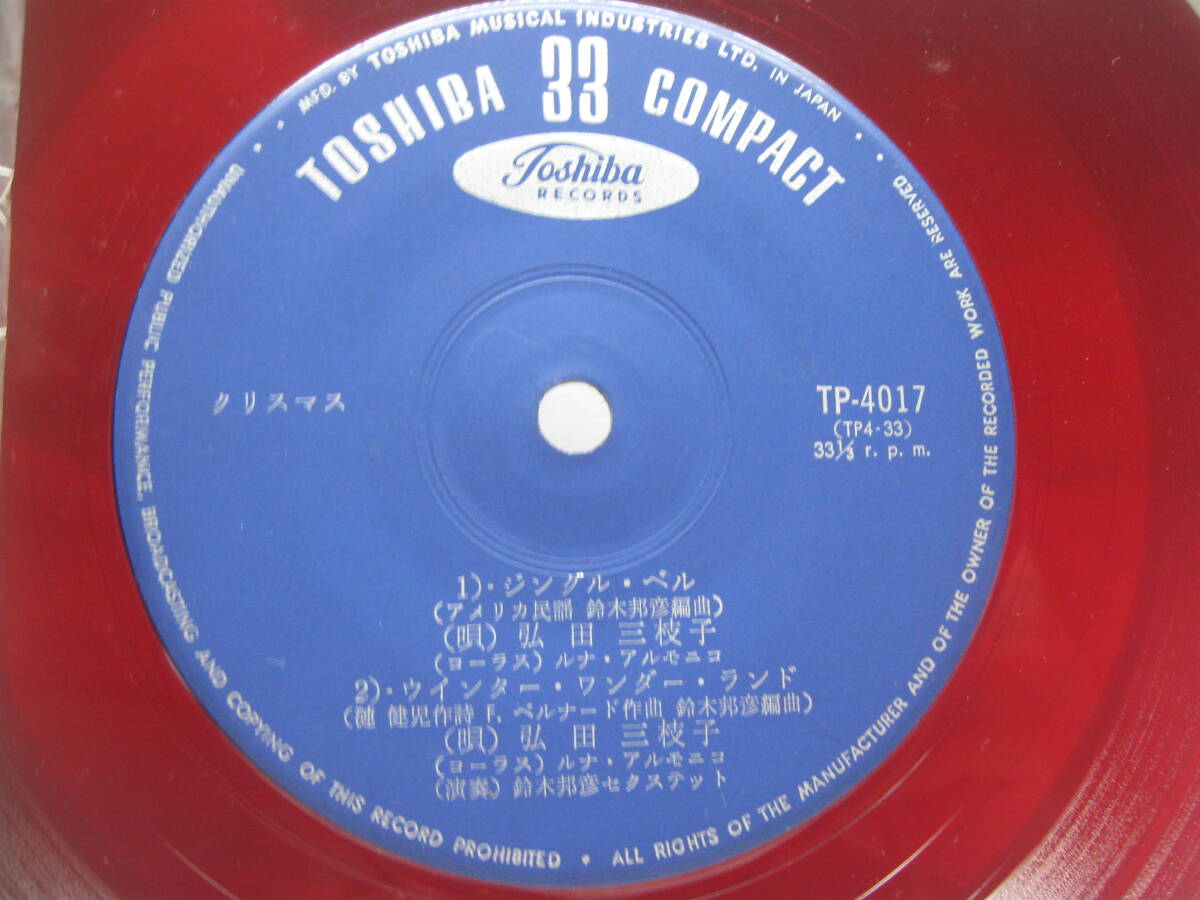 MFD. BY TOSHIBA MUSICAL INDUSTRIES LTD. IN JAPAN
TOSHIBA 33 COMPACT
Toshiba
RECORDS
クリスマス
TP-4017
(TP4-33)
33⅓ r. p. m.
1)・ジングル・ベル
(アメリカ民謡 鈴木邦彦編曲)
(唄) 弘田三枝子
(コーラス) ルナ・アルモニコ
2)・ウインター・ワンダー・ランド
(漣 健児作詩 F. ベルナード作曲 鈴木邦彦編曲)
(唄) 弘田三枝子
(コーラス) ルナ・アルモニコ
(演奏) 鈴木邦彦セクステット
UNAUTHORIZED PUBLIC PERFORMANCE, BROADCASTING AND COPYING OF THIS RECORD PROHIBITED • ALL RIGHTS OF THE MANUFACTURER AND OF THE OWNER OF THE RECORDED WORK ARE RESERVED